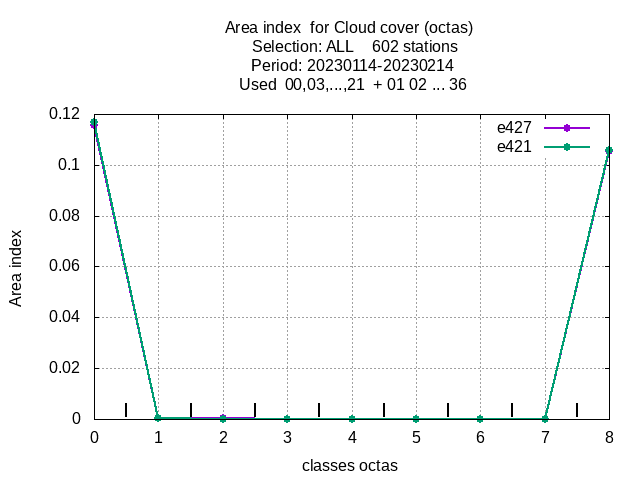 Area index  for Cloud cover (octas)
Selection: ALL    602 stations
Period: 20230114-20230214
Used  00,03,...,21  + 01 02 ... 36
e427
e421
0.12
0.1
0.08
0.06
0.04
0.02
0
Area index
0 1 2 3 4 5 6 7 8
classes octas